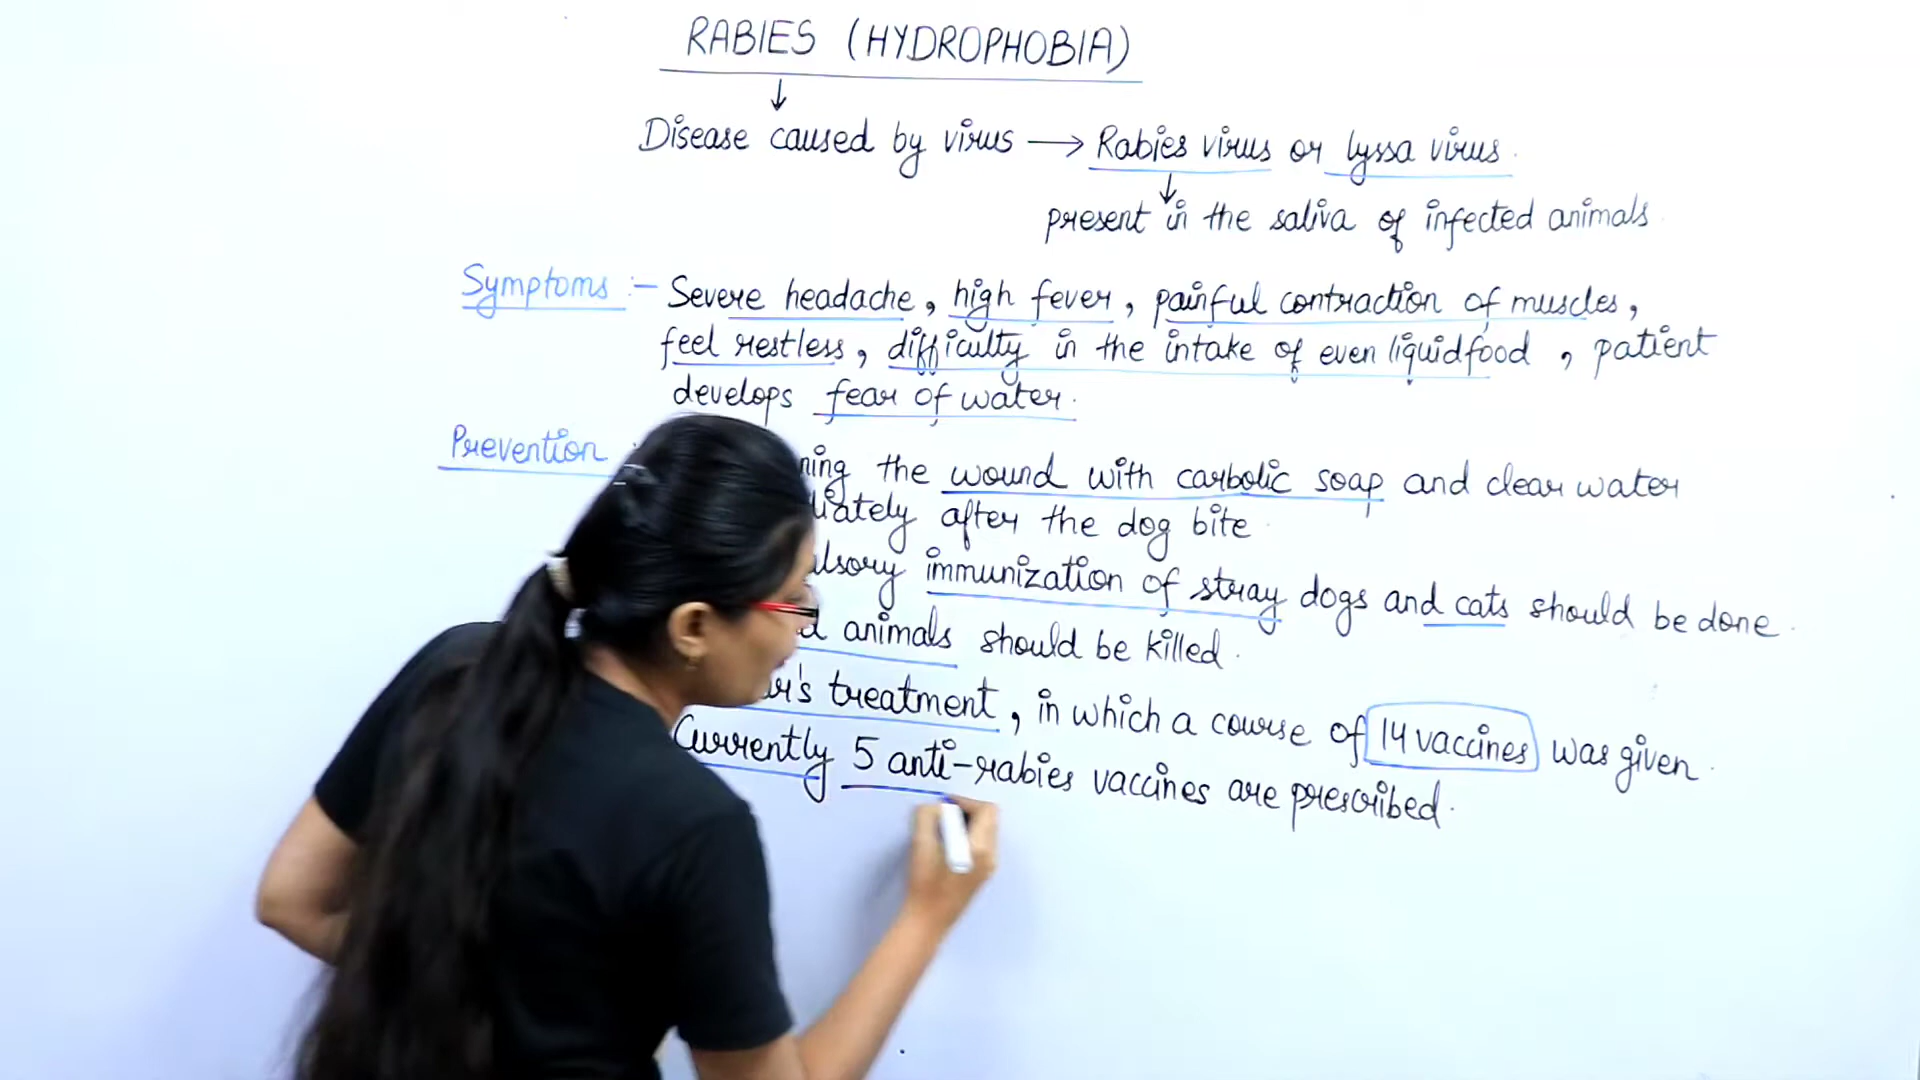 RABIES (HYDROPHOBIA)
↓
Disease caused by virus → Rabies virus or lyssa virus.
↓
present in the saliva of infected animals
Symptoms :- Severe headache, high fever, painful contraction of muscles,
feel restless, difficulty in the intake of even liquid food, patient
develops fear of water.
Prevention : the wound with carbolic soap and clear water
after the dog bite
immunization of stray dogs and cats should be done.
animals should be killed.
treatment, in which a course of 14 vaccines was given.
Currently 5 anti-rabies vaccines are prescribed.